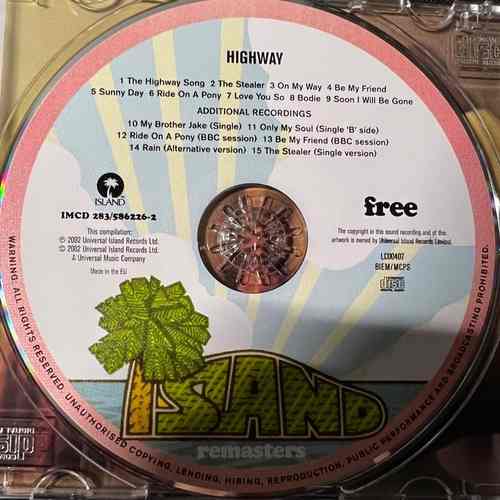 HIGHWAY
1 The Highway Song 2 The Stealer 3 On My Way 4 Be My Friend
5 Sunny Day 6 Ride On A Pony 7 Love You So 8 Bodie 9 Soon I Will Be Gone
ADDITIONAL RECORDINGS
10 My Brother Jake (Single) 11 Only My Soul (Single 'B' side)
12 Ride On A Pony (BBC session) 13 Be My Friend (BBC session)
14 Rain (Alternative version) 15 The Stealer (Single version)
ISLAND
IMCD 283/586226-2
This compilation:
℗ 2002 Universal Island Records Ltd.
© 2002 Universal Island Records Ltd.
A Universal Music Company
Made in the EU
free
The copyright in this sound recording and of this
artwork is owned by Universal Island Records Limited.
LC00407
BIEM/MCPS
disc
ISLAND
remasters
WARNING: ALL RIGHTS RESERVED. UNAUTHORISED COPYING, LENDING, HIRING, REPRODUCTION, PUBLIC PERFORMANCE AND BROADCASTING PROHIBITED.